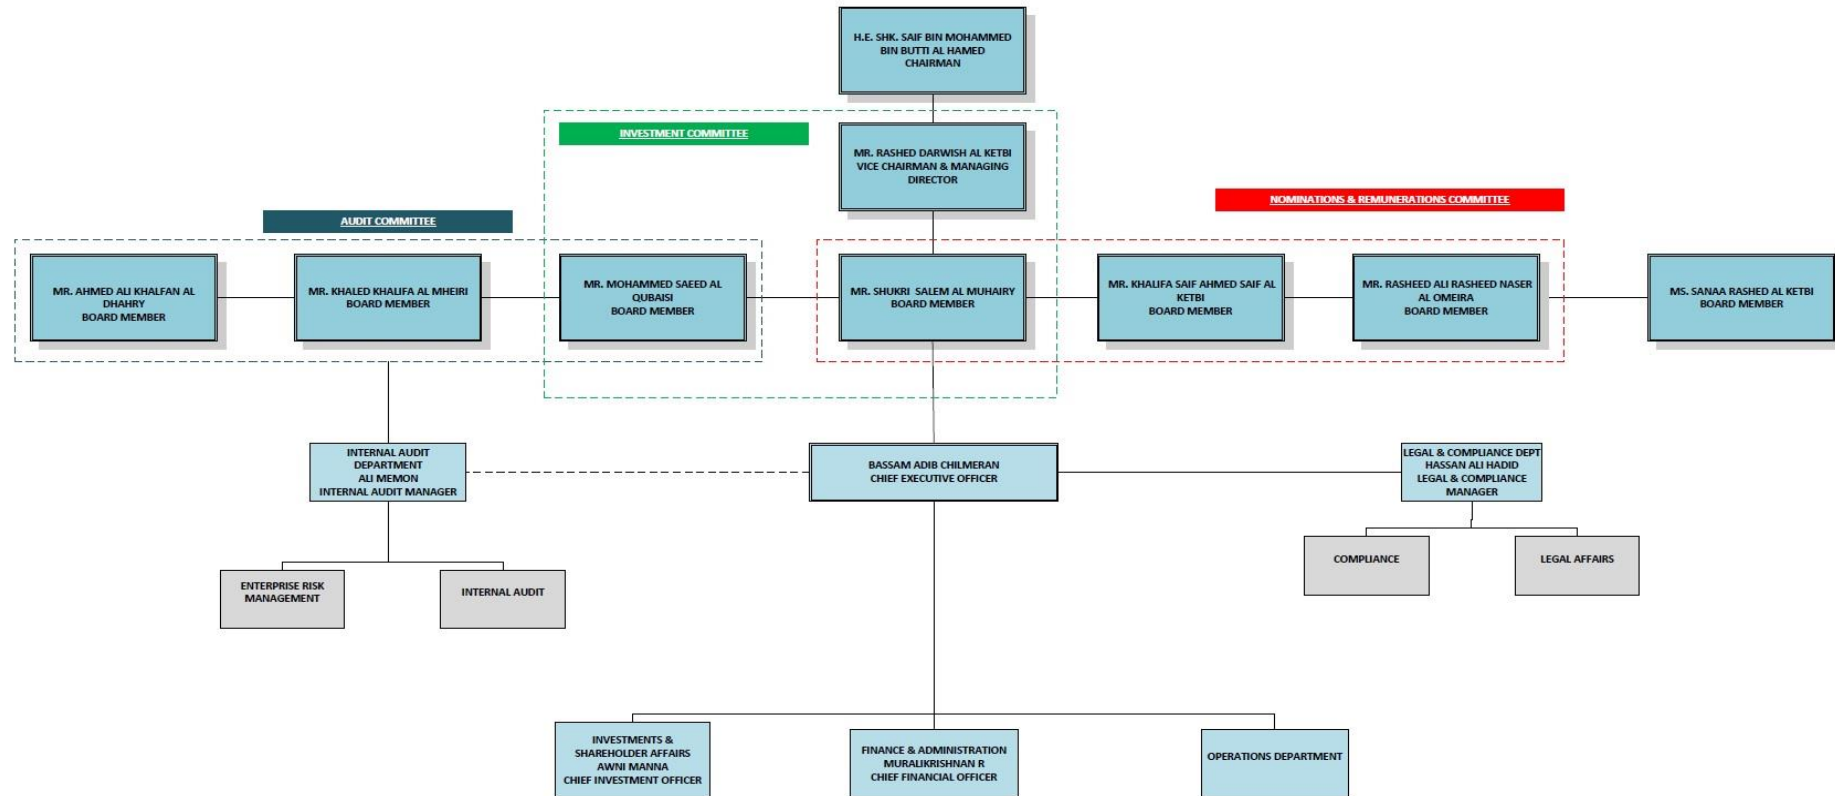 H.E. SHK. SAIF BIN MOHAMMED
BIN BUTTI AL HAMED
CHAIRMAN
INVESTMENT COMMITTEE
MR. RASHED DARWISH AL KETBI
VICE CHAIRMAN & MANAGING
DIRECTOR
NOMINATIONS & REMUNERATIONS COMMITTEE
AUDIT COMMITTEE
MR. AHMED ALI KHALFAN AL
DHAHRY
BOARD MEMBER
MR. KHALED KHALIFA AL MHEIRI
BOARD MEMBER
MR. MOHAMMED SAEED AL
QUBAISI
BOARD MEMBER
MR. SHUKRI SALEM AL MUHAIRY
BOARD MEMBER
MR. KHALIFA SAIF AHMED SAIF AL
KETBI
BOARD MEMBER
MR. RASHEED ALI RASHEED NASER
AL OMEIRA
BOARD MEMBER
MS. SANAA RASHED AL KETBI
BOARD MEMBER
INTERNAL AUDIT
DEPARTMENT
ALI MEMON
INTERNAL AUDIT MANAGER
BASSAM ADIB CHILMERAN
CHIEF EXECUTIVE OFFICER
LEGAL & COMPLIANCE DEPT
HASSAN ALI HADID
LEGAL & COMPLIANCE
MANAGER
COMPLIANCE
LEGAL AFFAIRS
ENTERPRISE RISK
MANAGEMENT
INTERNAL AUDIT
INVESTMENTS &
SHAREHOLDER AFFAIRS
AWNI MANNA
CHIEF INVESTMENT OFFICER
FINANCE & ADMINISTRATION
MURALIKRISHNAN R
CHIEF FINANCIAL OFFICER
OPERATIONS DEPARTMENT